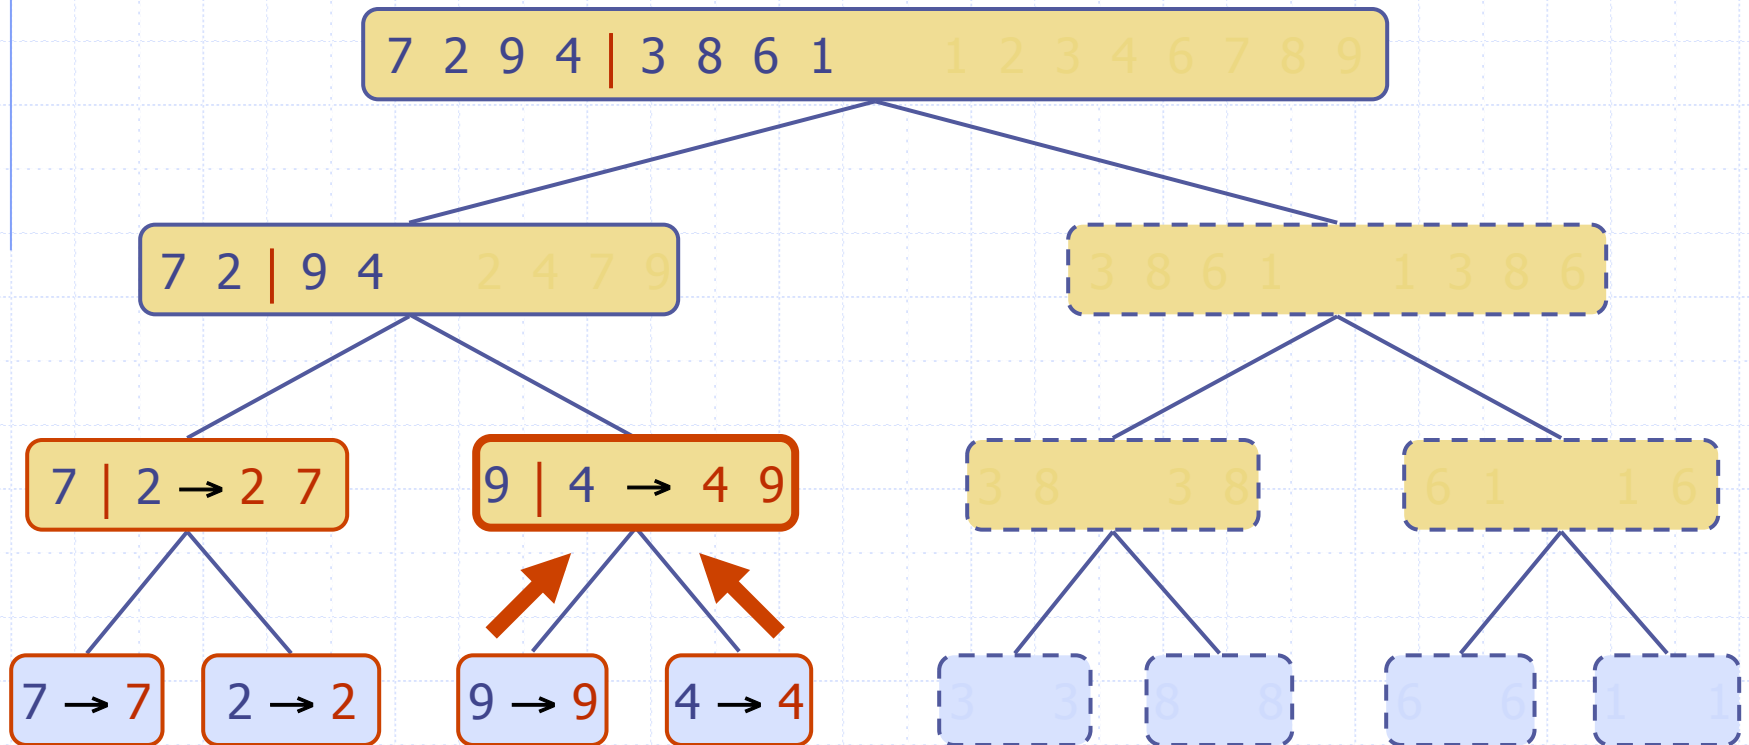 7 2 9 4 | 3 8 6 1 1 2 3 4 6 7 8 9
7 2 | 9 4 2 4 7 9
3 8 6 1 1 3 8 6
7 | 2 → 2 7
9 | 4 → 4 9
3 8 3 8
6 1 1 6
7 → 7
2 → 2
9 → 9
4 → 4
3 3
8 8
6 6
1 1